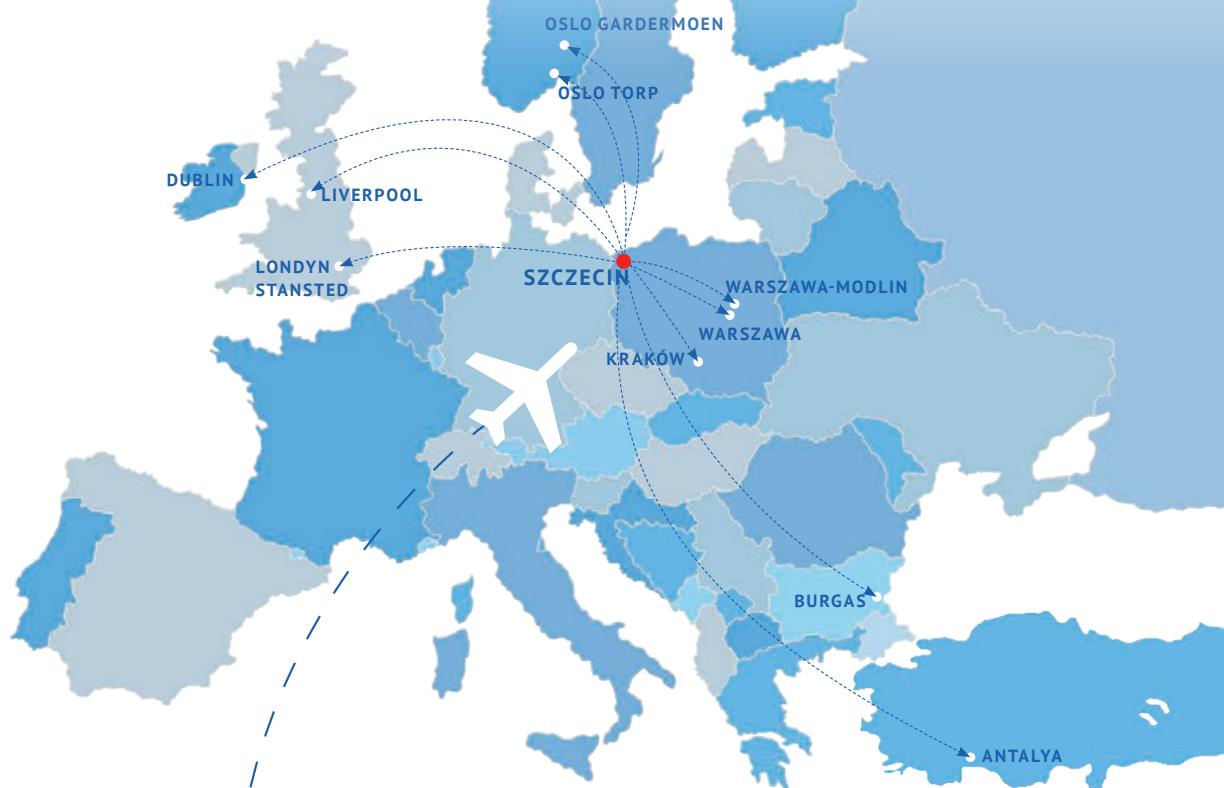 OSLO GARDERMOEN
OSLO TORP
DUBLIN
LIVERPOOL
LONDYN
STANSTED
SZCZECIN
WARSZAWA-MODLIN
WARSZAWA
KRAKÓW
BURGAS
ANTALYA